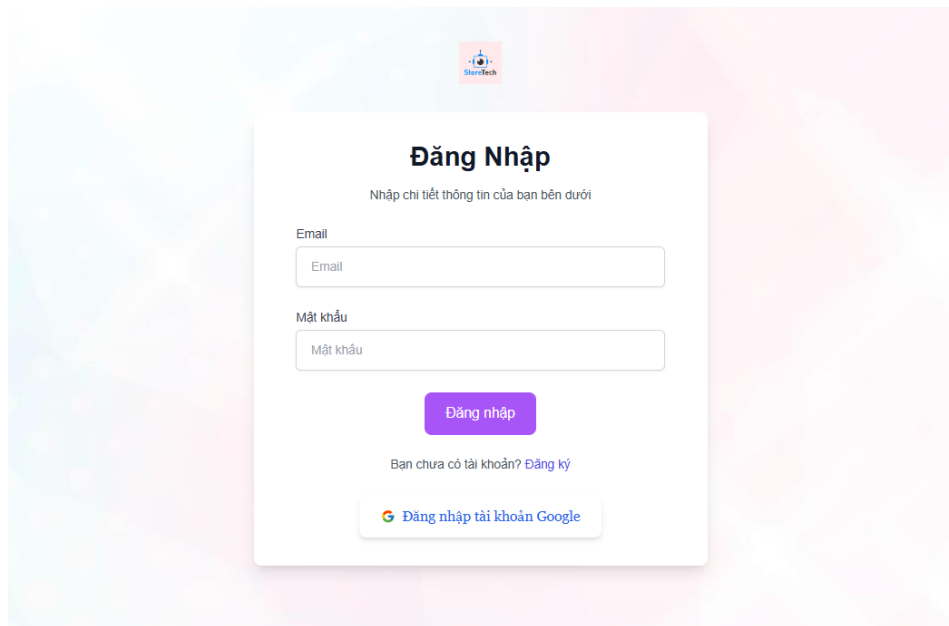 StoreTech
Đăng Nhập
Nhập chi tiết thông tin của bạn bên dưới
Email
Email
Mật khẩu
Mật khẩu
Đăng nhập
Bạn chưa có tài khoản? Đăng ký
Đăng nhập tài khoản Google